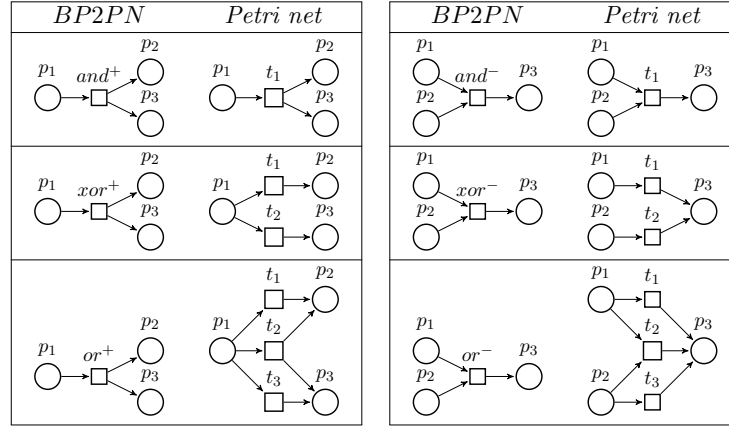 BP2PN Petri net
p₁ and⁺ p₂ p₃ p₁ t₁ p₂ p₃
p₁ xor⁺ p₂ p₃ p₁ t₁ t₂ p₂ p₃
p₁ or⁺ p₂ p₃ p₁ t₁ t₂ t₃ p₂ p₃
BP2PN Petri net
p₁ p₂ and⁻ p₃ p₁ p₂ t₁ p₃
p₁ p₂ xor⁻ p₃ p₁ p₂ t₁ t₂ p₃
p₁ p₂ or⁻ p₃ p₁ p₂ t₁ t₂ t₃ p₃